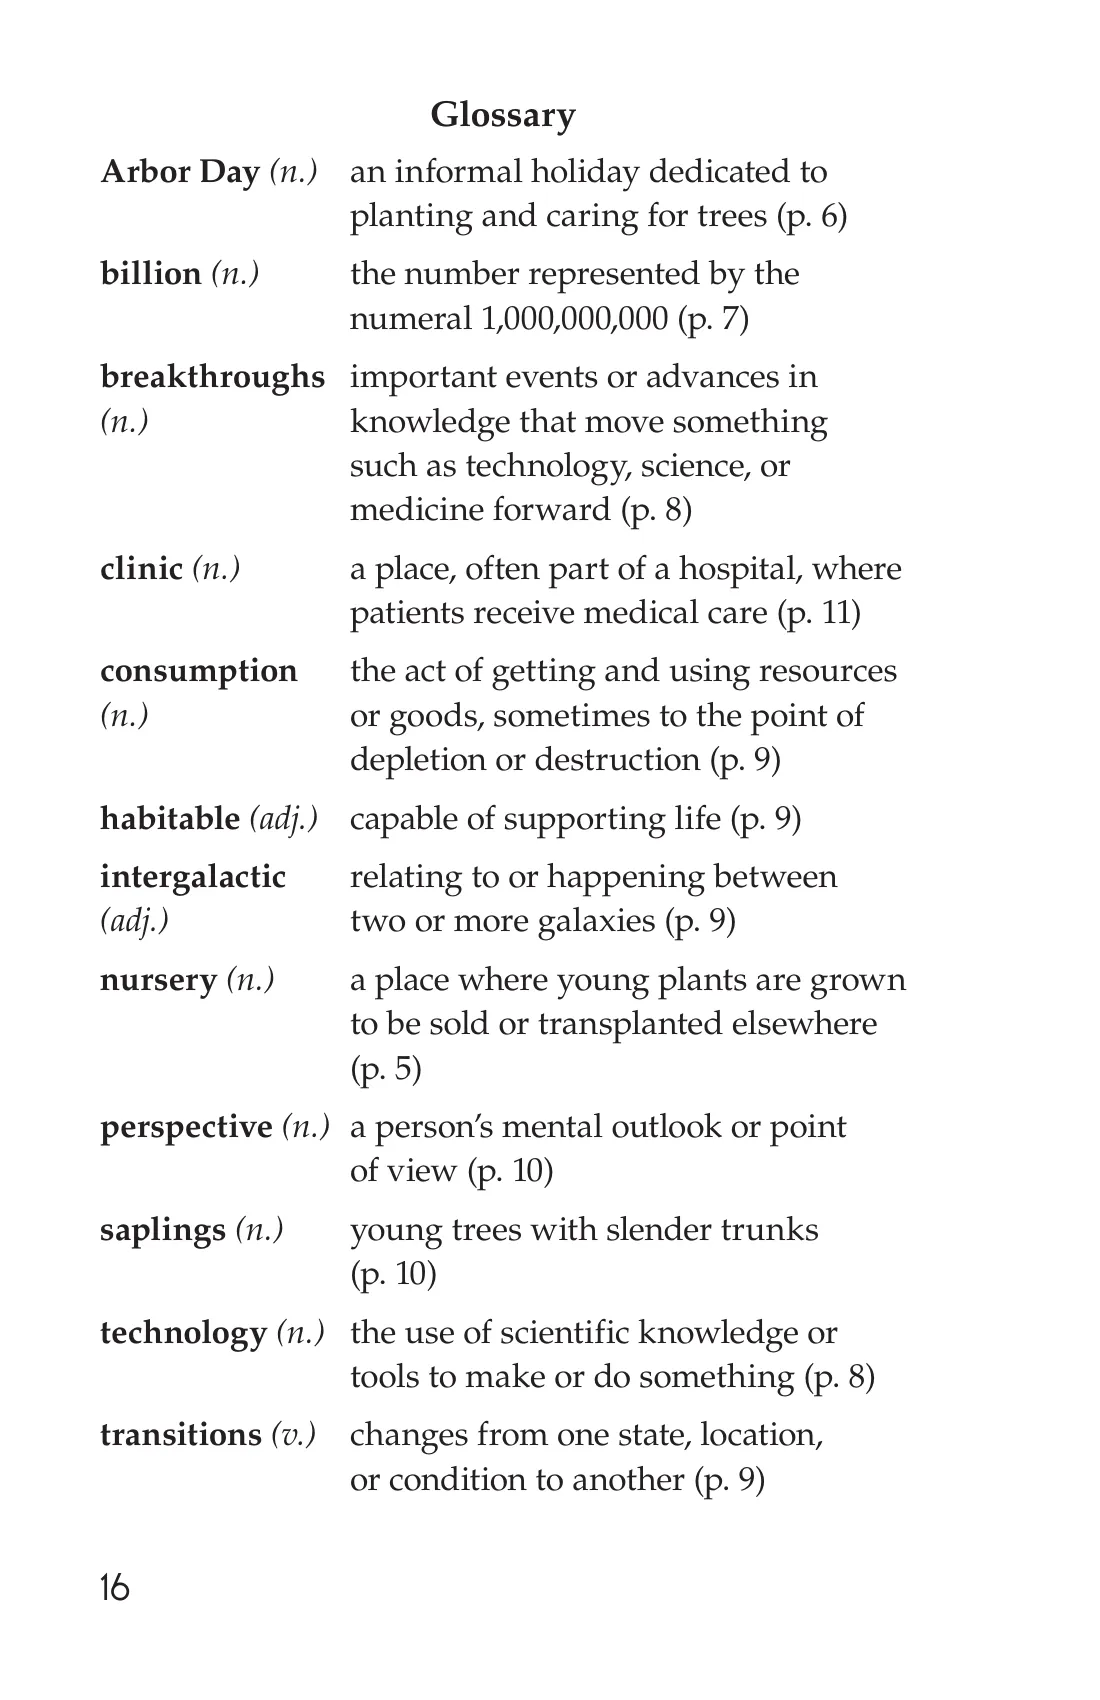 Glossary
Arbor Day (n.) an informal holiday dedicated to
planting and caring for trees (p. 6)
billion (n.) the number represented by the
numeral 1,000,000,000 (p. 7)
breakthroughs important events or advances in
(n.) knowledge that move something
such as technology, science, or
medicine forward (p. 8)
clinic (n.) a place, often part of a hospital, where
patients receive medical care (p. 11)
consumption the act of getting and using resources
(n.) or goods, sometimes to the point of
depletion or destruction (p. 9)
habitable (adj.) capable of supporting life (p. 9)
intergalactic relating to or happening between
(adj.) two or more galaxies (p. 9)
nursery (n.) a place where young plants are grown
to be sold or transplanted elsewhere
(p. 5)
perspective (n.) a person’s mental outlook or point
of view (p. 10)
saplings (n.) young trees with slender trunks
(p. 10)
technology (n.) the use of scientific knowledge or
tools to make or do something (p. 8)
transitions (v.) changes from one state, location,
or condition to another (p. 9)
16